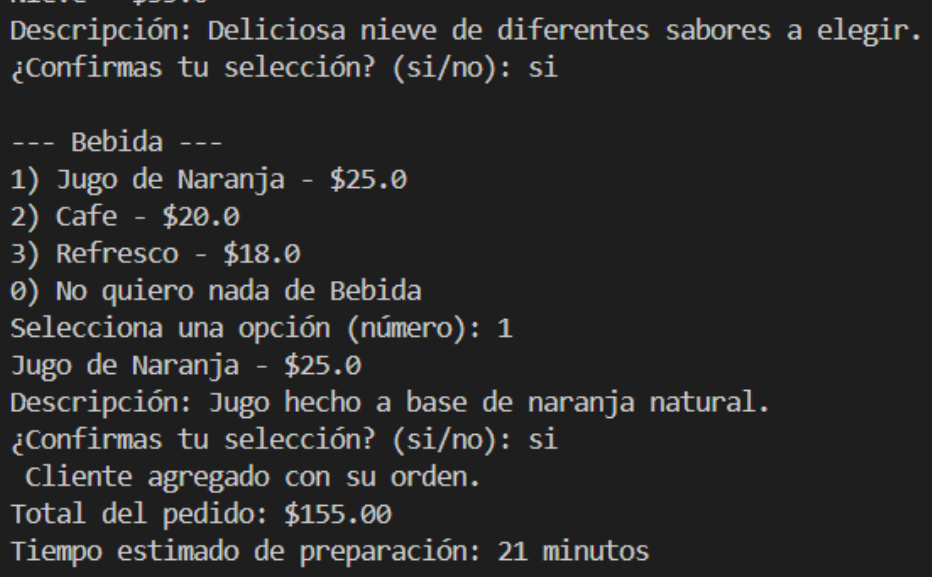 Descripción: Deliciosa nieve de diferentes sabores a elegir.
¿Confirmas tu selección? (si/no): si
--- Bebida ---
1) Jugo de Naranja - $25.0
2) Cafe - $20.0
3) Refresco - $18.0
0) No quiero nada de Bebida
Selecciona una opción (número): 1
Jugo de Naranja - $25.0
Descripción: Jugo hecho a base de naranja natural.
¿Confirmas tu selección? (si/no): si
Cliente agregado con su orden.
Total del pedido: $155.00
Tiempo estimado de preparación: 21 minutos